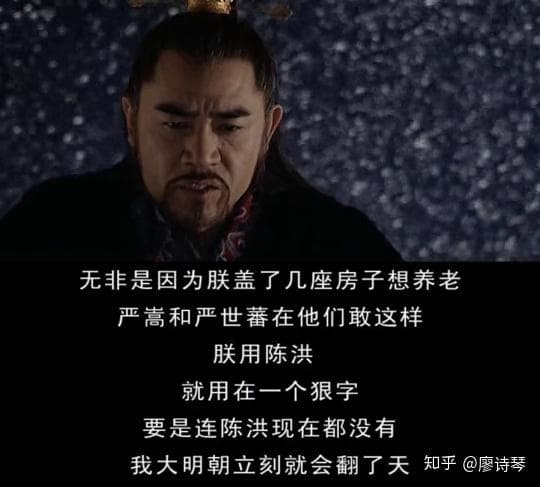 无非是因为朕盖了几座房子想养老
严嵩和严世蕃在他们敢这样
朕用陈洪
就用在一个狠字
要是连陈洪现在都没有
我大明朝立刻就会翻了天
知乎 @廖诗琴